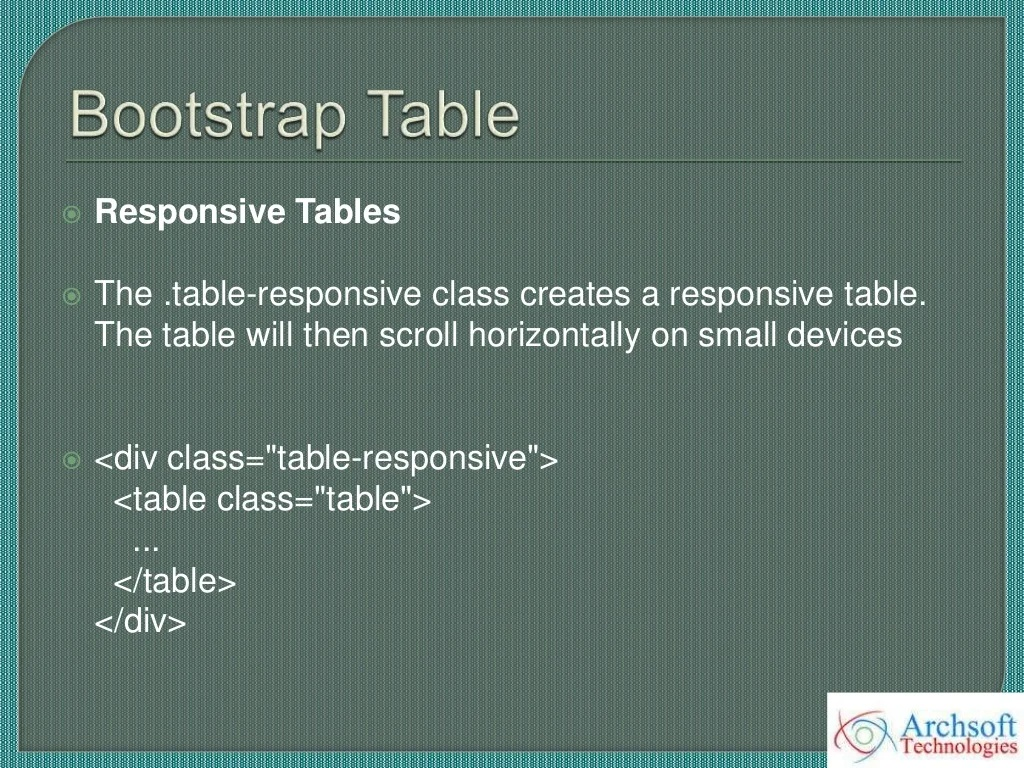 Bootstrap Table
Responsive Tables
The .table-responsive class creates a responsive table.
The table will then scroll horizontally on small devices
<div class="table-responsive">
<table class="table">
...
</table>
</div>
Archsoft
Technologies